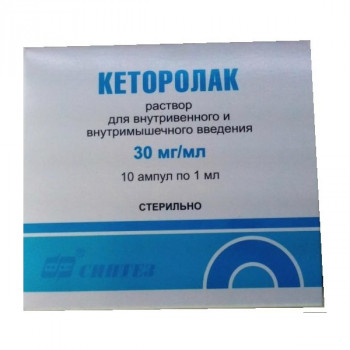 КЕТОРОЛАК
раствор
для внутривенного и
внутримышечного введения
30 мг/мл
10 ампул по 1 мл
СТЕРИЛЬНО
СИНТЕЗ